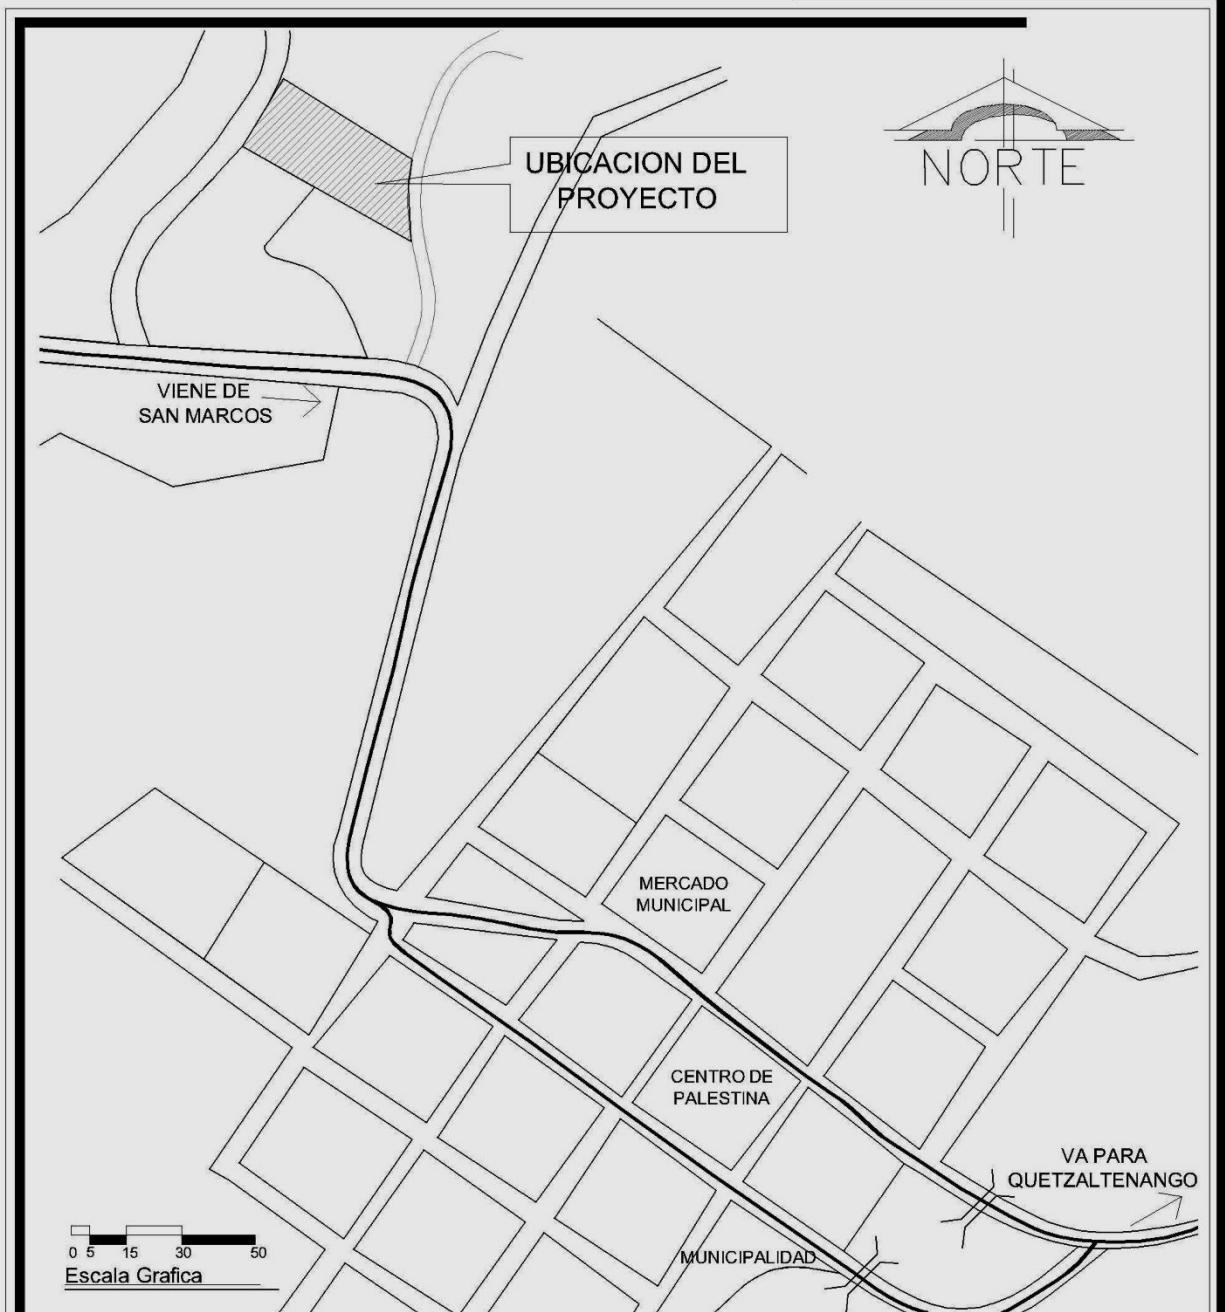 UBICACION DEL
PROYECTO
NORTE
VIENE DE
SAN MARCOS
MERCADO
MUNICIPAL
CENTRO DE
PALESTINA
VA PARA
QUETZALTENANGO
MUNICIPALIDAD
0 5 15 30 50
Escala Grafica